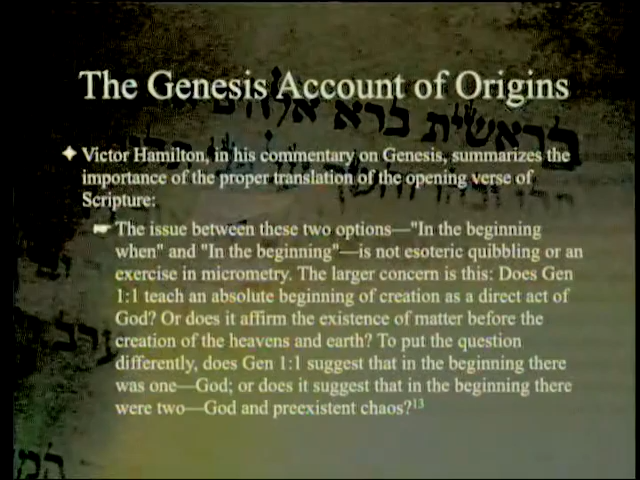 The Genesis Account of Origins
בראשית ברא אלהים
Victor Hamilton, in his commentary on Genesis, summarizes the
importance of the proper translation of the opening verse of
Scripture:
The issue between these two options—"In the beginning
when" and "In the beginning"—is not esoteric quibbling or an
exercise in micrometry. The larger concern is this: Does Gen
1:1 teach an absolute beginning of creation as a direct act of
God? Or does it affirm the existence of matter before the
creation of the heavens and earth? To put the question
differently, does Gen 1:1 suggest that in the beginning there
was one—God; or does it suggest that in the beginning there
were two—God and preexistent chaos?13